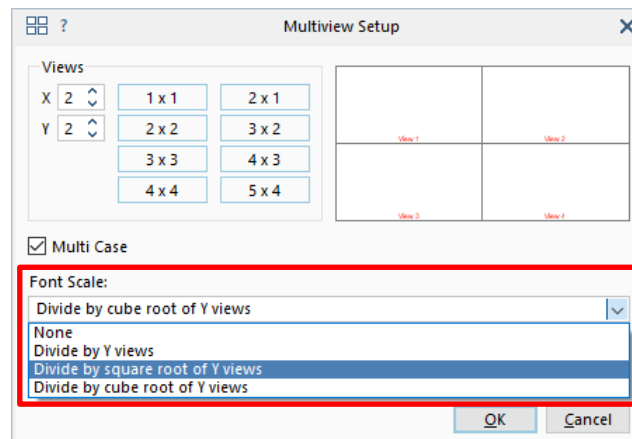 ? Multiview Setup
Views
X 2 1 x 1 2 x 1
Y 2 2 x 2 3 x 2
3 x 3 4 x 3
4 x 4 5 x 4
View 1 View 2
View 3 View 4
Multi Case
Font Scale:
Divide by cube root of Y views
None
Divide by Y views
Divide by square root of Y views
Divide by cube root of Y views
OK Cancel